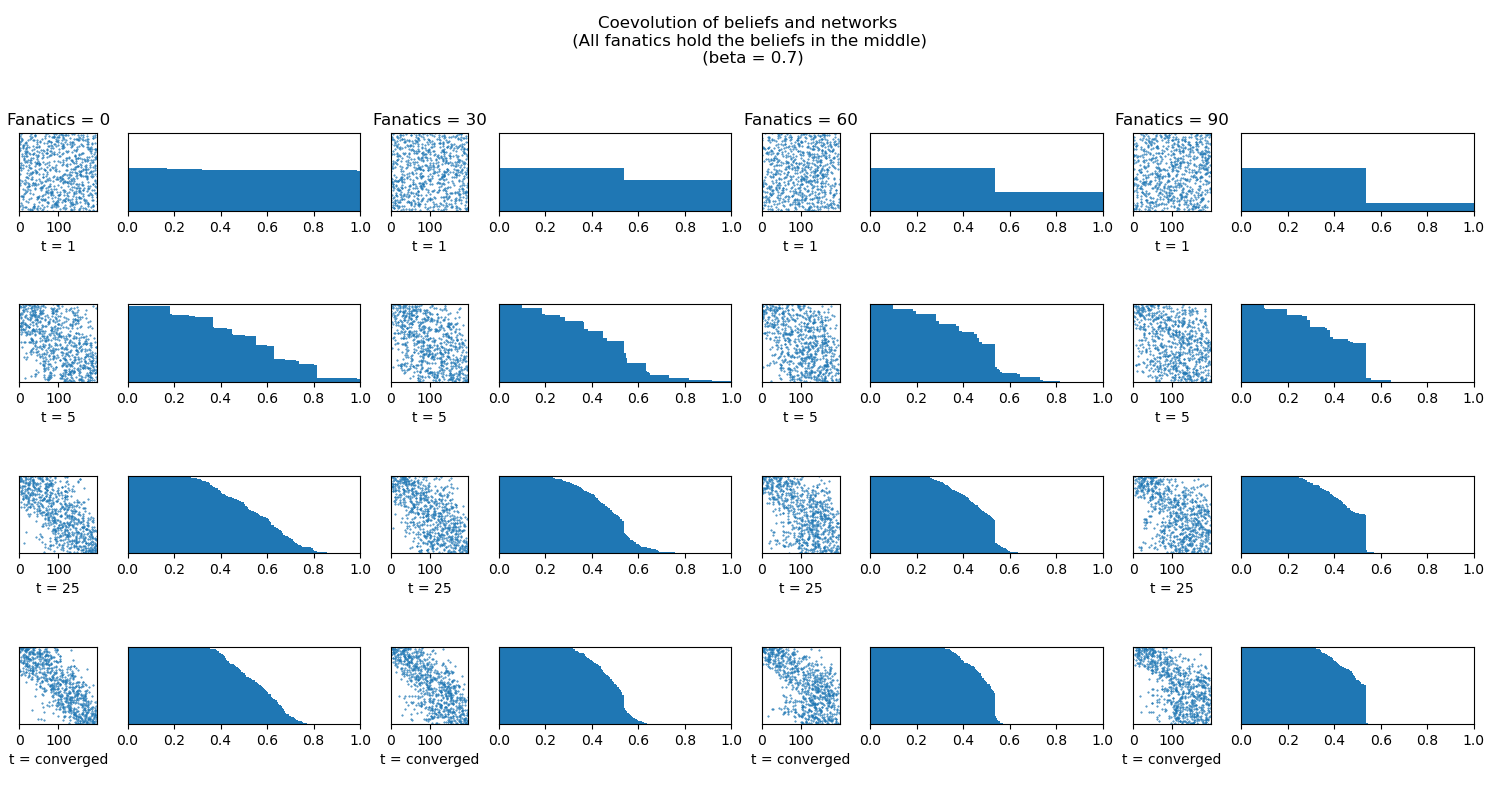 Coevolution of beliefs and networks
(All fanatics hold the beliefs in the middle)
(beta = 0.7)
Fanatics = 0 Fanatics = 30 Fanatics = 60 Fanatics = 90
0 100 0.0 0.2 0.4 0.6 0.8 1.0 0 100 0.0 0.2 0.4 0.6 0.8 1.0 0 100 0.0 0.2 0.4 0.6 0.8 1.0 0 100 0.0 0.2 0.4 0.6 0.8 1.0
t = 1 t = 1 t = 1 t = 1
0 100 0.0 0.2 0.4 0.6 0.8 1.0 0 100 0.0 0.2 0.4 0.6 0.8 1.0 0 100 0.0 0.2 0.4 0.6 0.8 1.0 0 100 0.0 0.2 0.4 0.6 0.8 1.0
t = 5 t = 5 t = 5 t = 5
0 100 0.0 0.2 0.4 0.6 0.8 1.0 0 100 0.0 0.2 0.4 0.6 0.8 1.0 0 100 0.0 0.2 0.4 0.6 0.8 1.0 0 100 0.0 0.2 0.4 0.6 0.8 1.0
t = 25 t = 25 t = 25 t = 25
0 100 0.0 0.2 0.4 0.6 0.8 1.0 0 100 0.0 0.2 0.4 0.6 0.8 1.0 0 100 0.0 0.2 0.4 0.6 0.8 1.0 0 100 0.0 0.2 0.4 0.6 0.8 1.0
t = converged t = converged t = converged t = converged